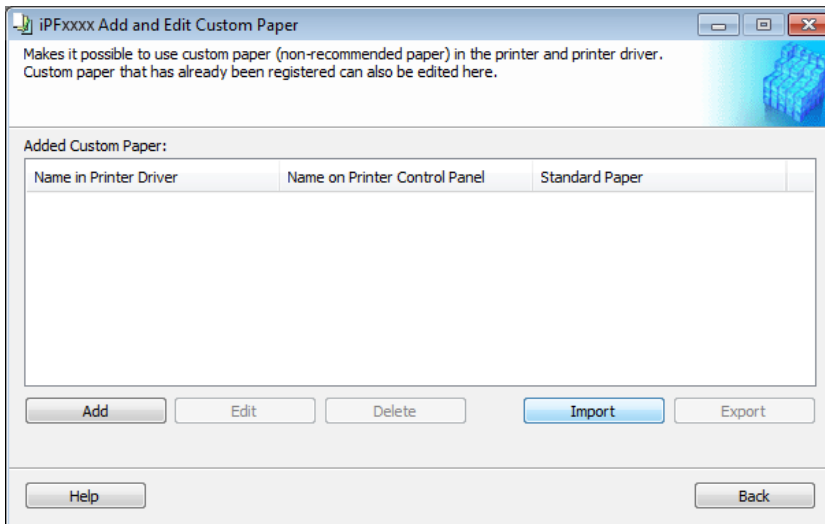 iPFxxxx Add and Edit Custom Paper
Makes it possible to use custom paper (non-recommended paper) in the printer and printer driver.
Custom paper that has already been registered can also be edited here.
Added Custom Paper:
Name in Printer Driver Name on Printer Control Panel Standard Paper
Add Edit Delete Import Export
Help Back